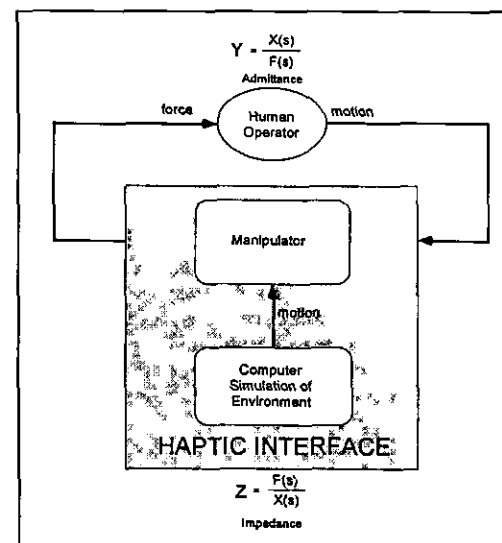 Y = X(s)
F(s)
Admittance
force
Human
Operator
motion
Manipulator
motion
Computer
Simulation of
Environment
HAPTIC INTERFACE
Z = F(s)
X(s)
Impedance